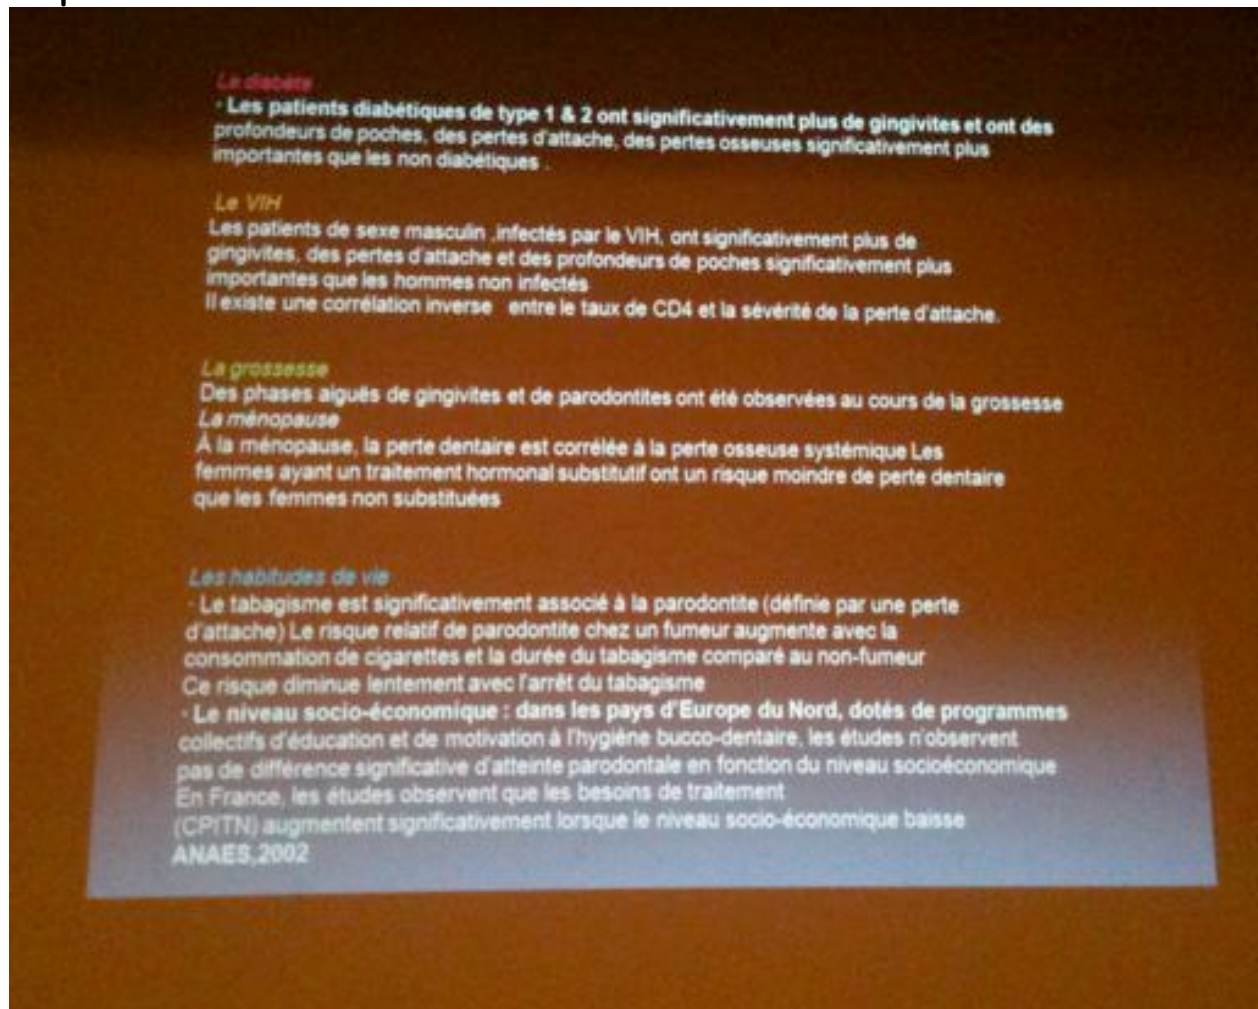 Le diabète
· Les patients diabétiques de type 1 & 2 ont significativement plus de gingivites et ont des
profondeurs de poches, des pertes d'attache, des pertes osseuses significativement plus
importantes que les non diabétiques .
Le VIH
Les patients de sexe masculin ,infectés par le VIH, ont significativement plus de
gingivites, des pertes d'attache et des profondeurs de poches significativement plus
importantes que les hommes non infectés
Il existe une corrélation inverse entre le taux de CD4 et la sévérité de la perte d'attache.
La grossesse
Des phases aiguës de gingivites et de parodontites ont été observées au cours de la grossesse
La ménopause
À la ménopause, la perte dentaire est corrélée à la perte osseuse systémique Les
femmes ayant un traitement hormonal substitutif ont un risque moindre de perte dentaire
que les femmes non substituées
Les habitudes de vie
· Le tabagisme est significativement associé à la parodontite (définie par une perte
d'attache) Le risque relatif de parodontite chez un fumeur augmente avec la
consommation de cigarettes et la durée du tabagisme comparé au non-fumeur
Ce risque diminue lentement avec l'arrêt du tabagisme
· Le niveau socio-économique : dans les pays d'Europe du Nord, dotés de programmes
collectifs d'éducation et de motivation à l'hygiène bucco-dentaire, les études n'observent
pas de différence significative d'atteinte parodontale en fonction du niveau socioéconomique
En France, les études observent que les besoins de traitement
(CPITN) augmentent significativement lorsque le niveau socio-économique baisse
ANAES,2002